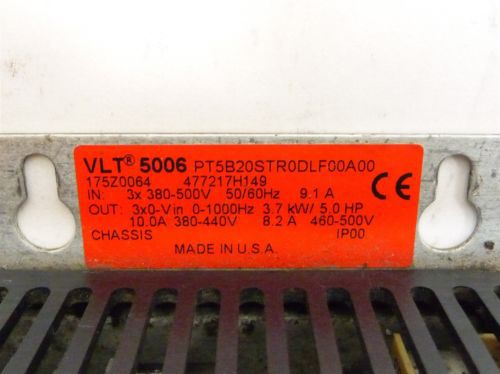 VLT® 5006 PT5B20STR0DLF00A00
175Z0064 477217H149
IN: 3x 380-500V 50/60Hz 9.1 A
OUT: 3x0-Vin 0-1000Hz 3.7 kW/ 5.0 HP
10.0A 380-440V 8.2 A 460-500V
CHASSIS IP00
MADE IN U.S.A.
CE